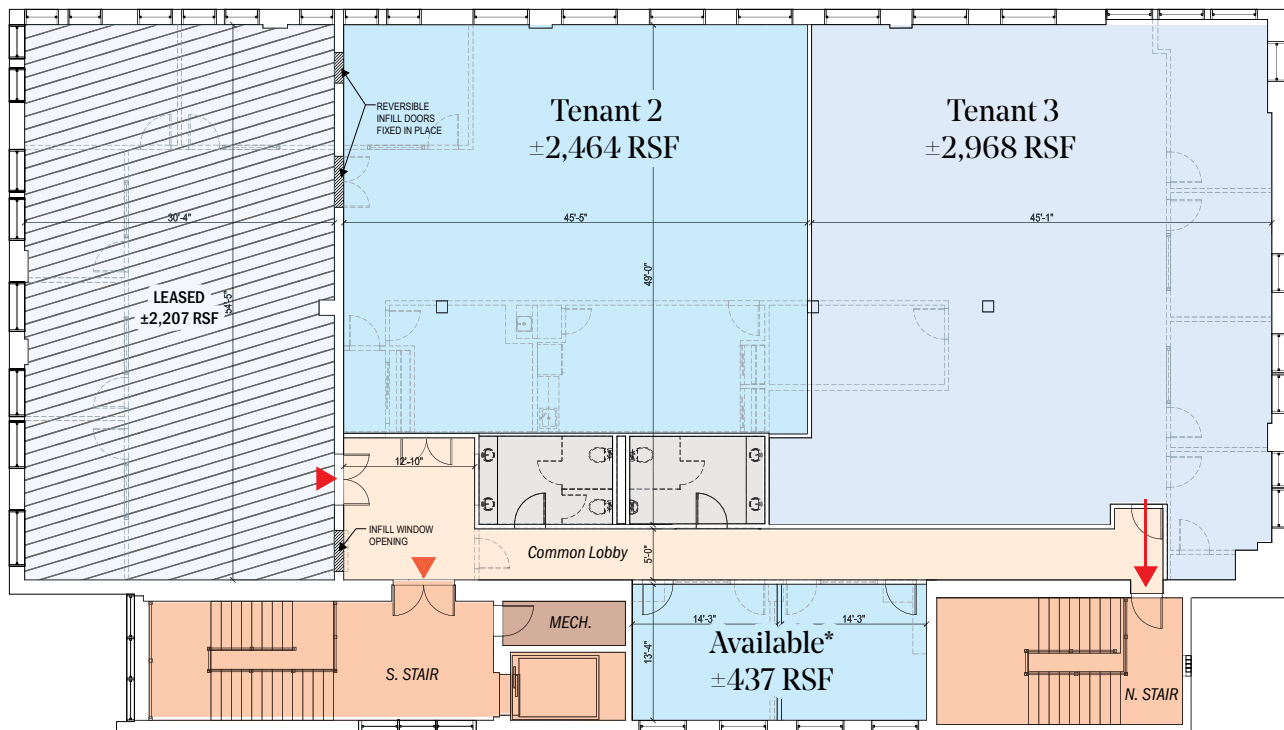 Tenant 2
±2,464 RSF
Tenant 3
±2,968 RSF
REVERSIBLE
INFILL DOORS
FIXED IN PLACE
30'-4"
45'-5"
45'-1"
49'-0"
54'-5"
LEASED
±2,207 RSF
12'-10"
INFILL WINDOW
OPENING
Common Lobby
5'-0"
MECH.
14'-3"
14'-3"
13'-4"
Available*
±437 RSF
S. STAIR
N. STAIR